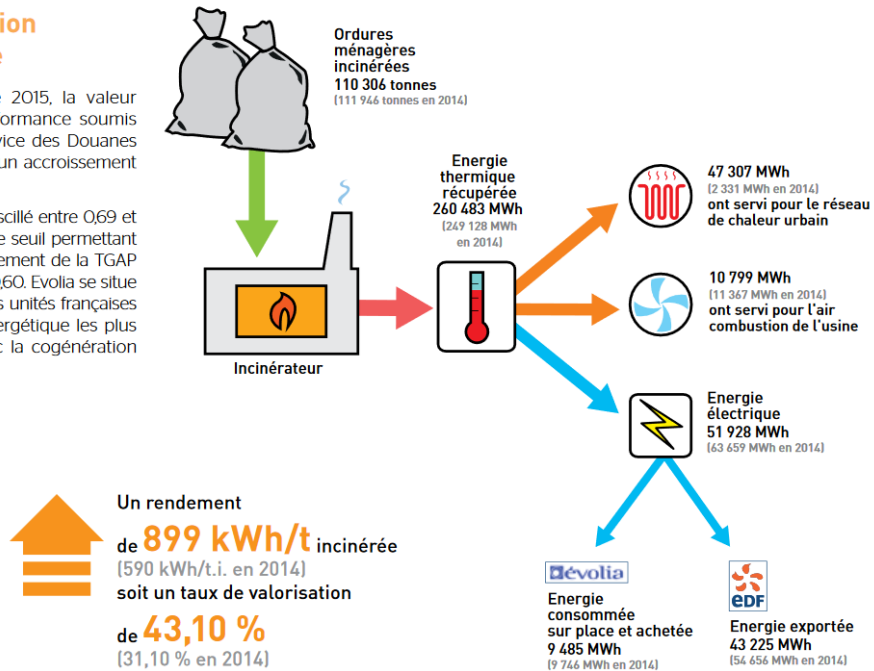 ion
e
e 2015, la valeur
ormance soumis
vice des Douanes
un accroissement
scillé entre 0,69 et
e seuil permettant
ement de la TGAP
0,60. Evolia se situe
s unités françaises
ergétique les plus
c la cogénération
Ordures
ménagères
incinérées
110 306 tonnes
(111 946 tonnes en 2014)
Incinérateur
Energie
thermique
récupérée
260 483 MWh
(249 128 MWh
en 2014)
47 307 MWh
(2 331 MWh en 2014)
ont servi pour le réseau
de chaleur urbain
10 799 MWh
(11 367 MWh en 2014)
ont servi pour l'air
combustion de l'usine
Energie
électrique
51 928 MWh
(63 659 MWh en 2014)
évolia
Energie
consommée
sur place et achetée
9 485 MWh
(9 746 MWh en 2014)
eDF
Energie exportée
43 225 MWh
(54 656 MWh en 2014)
Un rendement
de 899 kWh/t incinérée
(590 kWh/t.i. en 2014)
soit un taux de valorisation
de 43,10 %
(31,10 % en 2014)